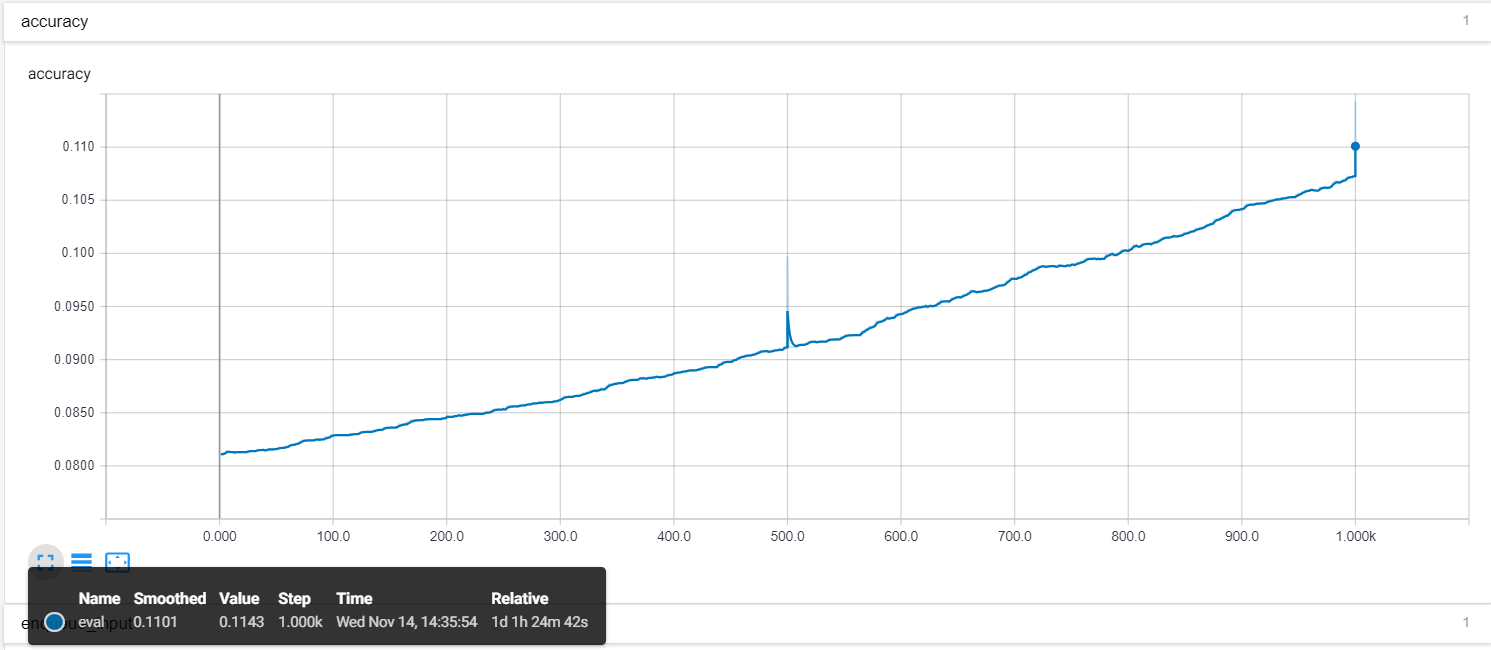 accuracy 1
accuracy
0.110
0.105
0.100
0.0950
0.0900
0.0850
0.0800
0.000 100.0 200.0 300.0 400.0 500.0 600.0 700.0 800.0 900.0 1.000k
Name Smoothed Value Step Time Relative
eval 0.1101 0.1143 1.000k Wed Nov 14, 14:35:54 1d 1h 24m 42s
1